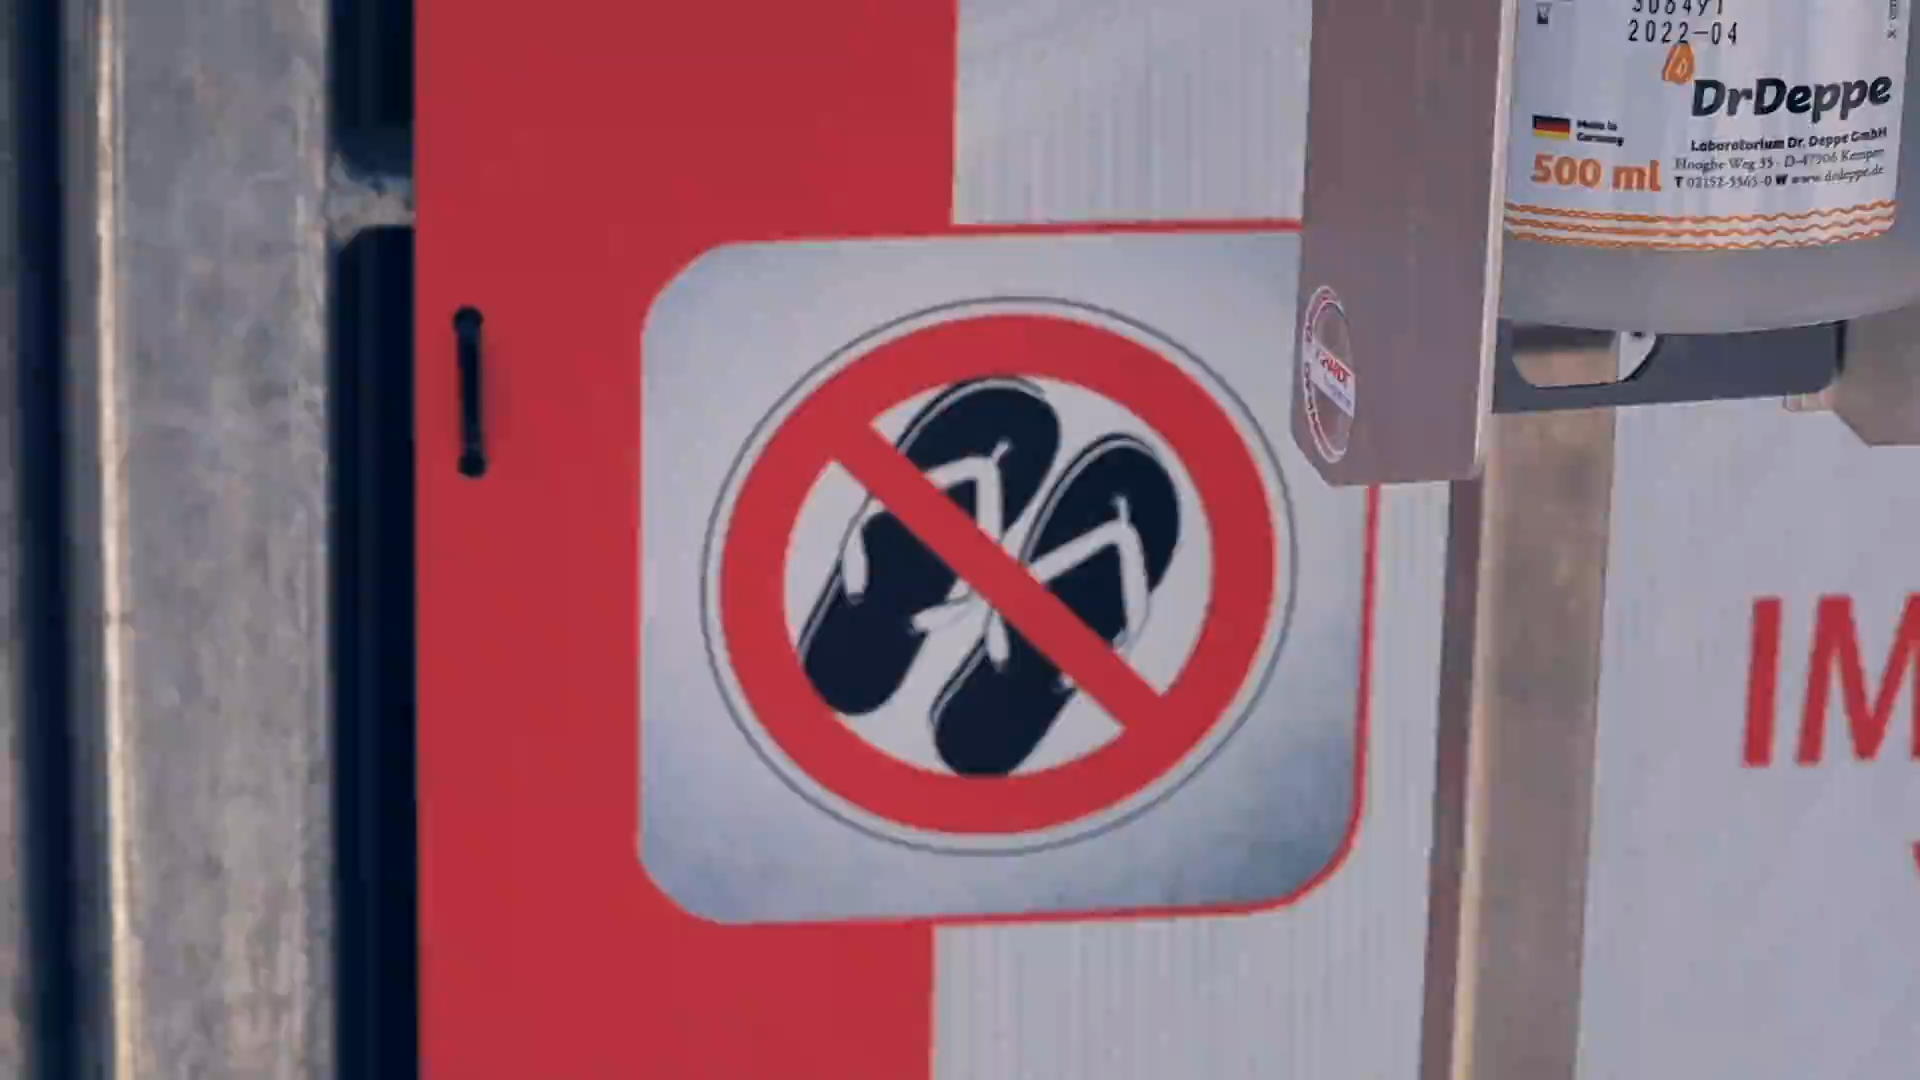 308491
2022-04
DrDeppe
Made in
Germany
500 ml
Laboratorium Dr. Deppe GmbH
Hooghe Weg 35 · D-47906 Kempen
T 02152-5565-0 W www.drdeppe.de
IM